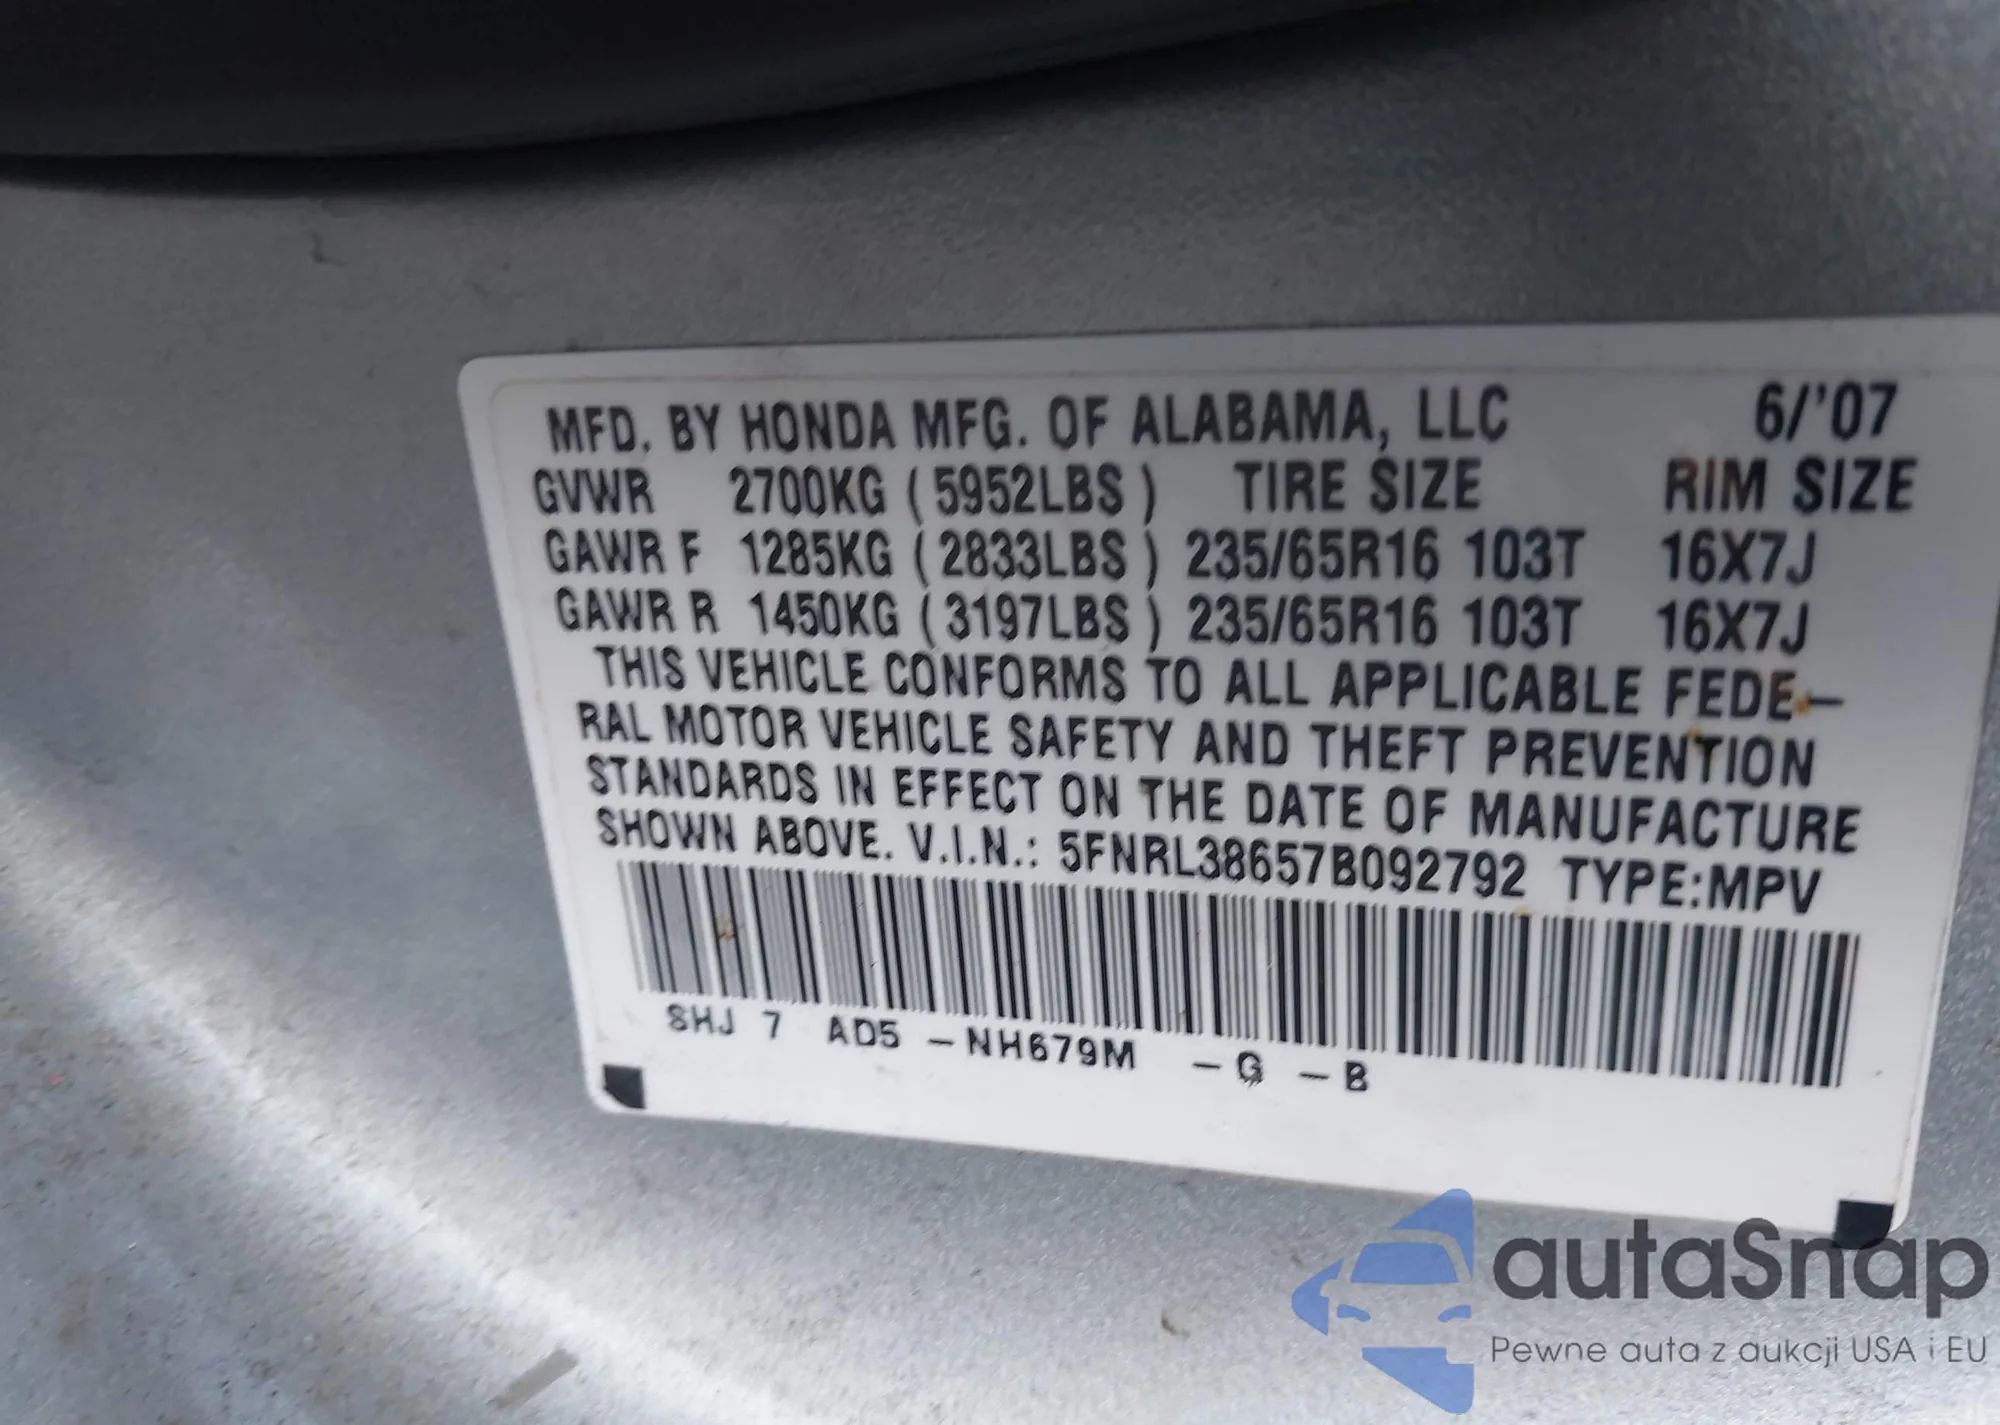 MFD. BY HONDA MFG. OF ALABAMA, LLC 6/'07
GVWR 2700KG (5952LBS) TIRE SIZE RIM SIZE
GAWR F 1285KG (2833LBS) 235/65R16 103T 16X7J
GAWR R 1450KG (3197LBS) 235/65R16 103T 16X7J
THIS VEHICLE CONFORMS TO ALL APPLICABLE FEDE-
RAL MOTOR VEHICLE SAFETY AND THEFT PREVENTION
STANDARDS IN EFFECT ON THE DATE OF MANUFACTURE
SHOWN ABOVE. V.I.N.: 5FNRL38657B092792 TYPE:MPV
SHJ 7 AD5 -NH679M -G -B
autaSnap
Pewne auta z aukcji USA i EU